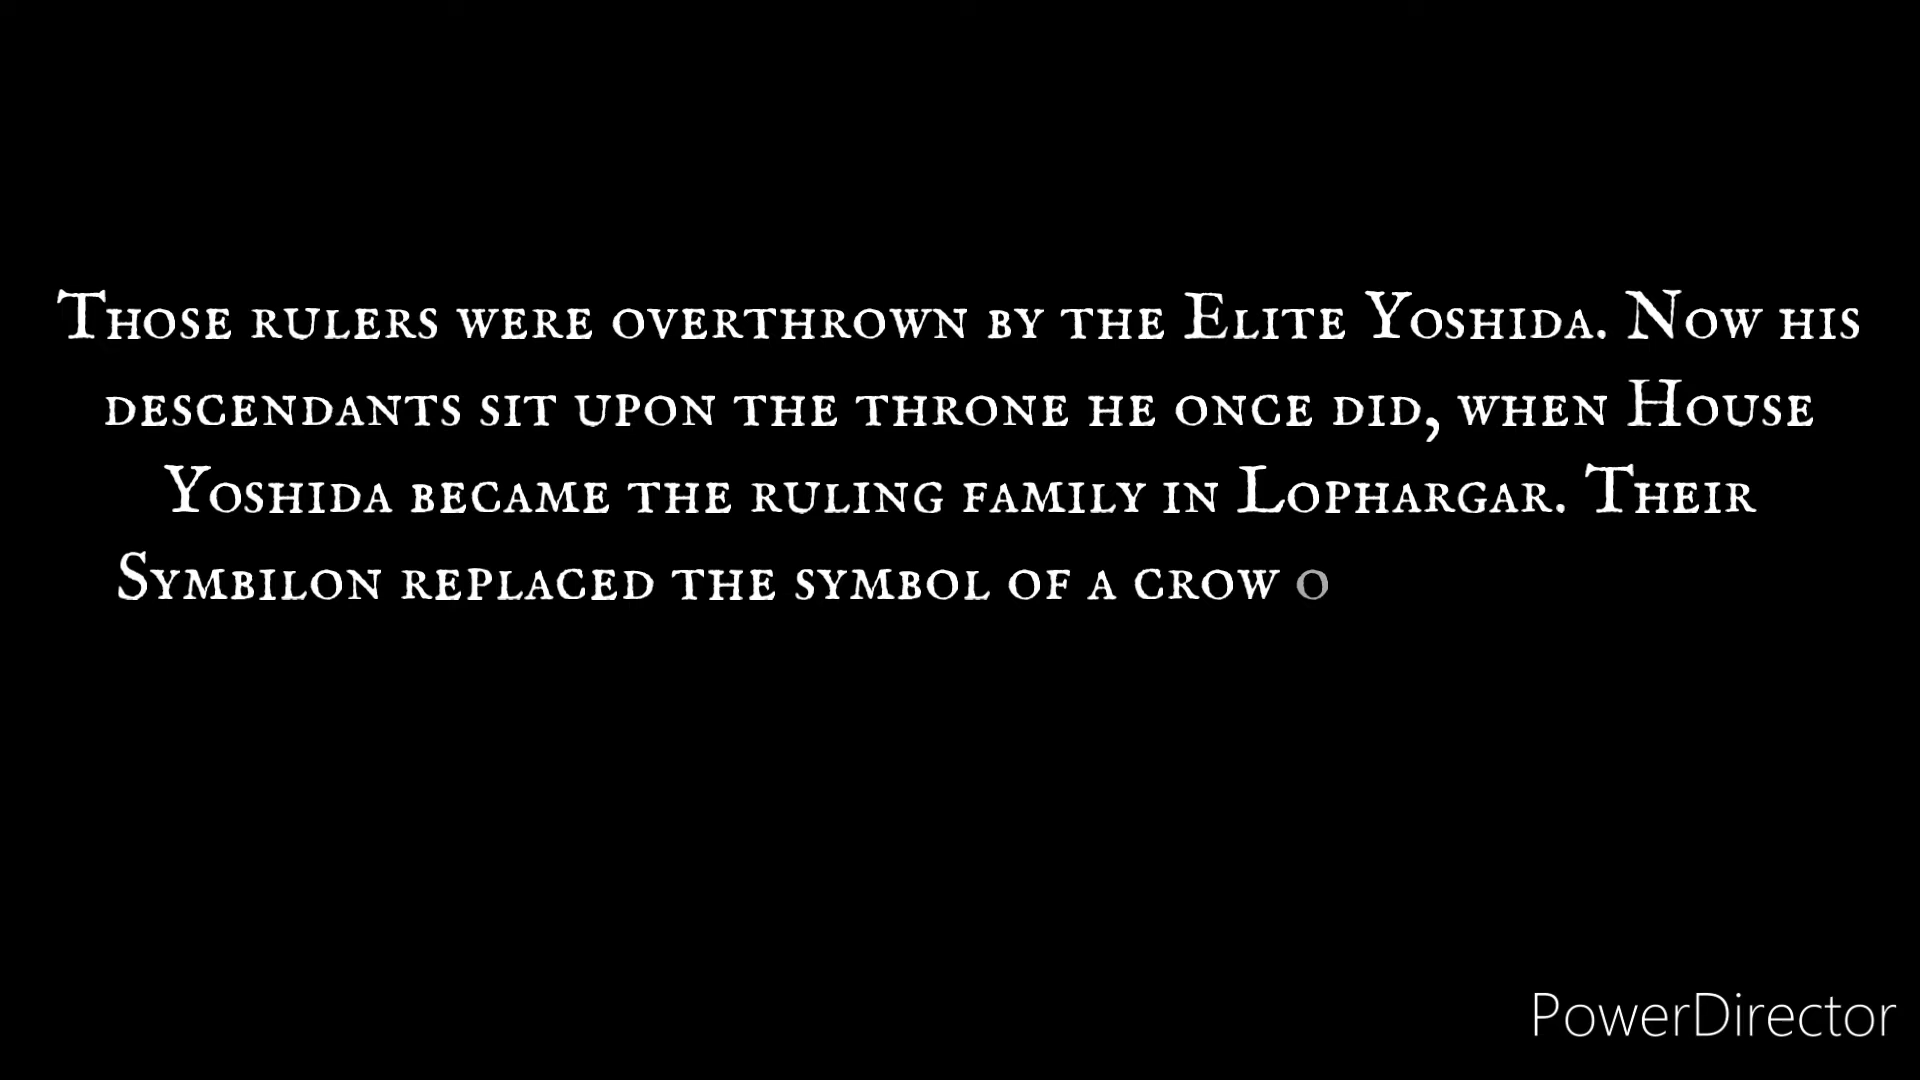 Those rulers were overthrown by the Elite Yoshida. Now his
descendants sit upon the throne he once did, when House
Yoshida became the ruling family in Lophargar. Their
Symbilon replaced the symbol of a crow o
PowerDirector